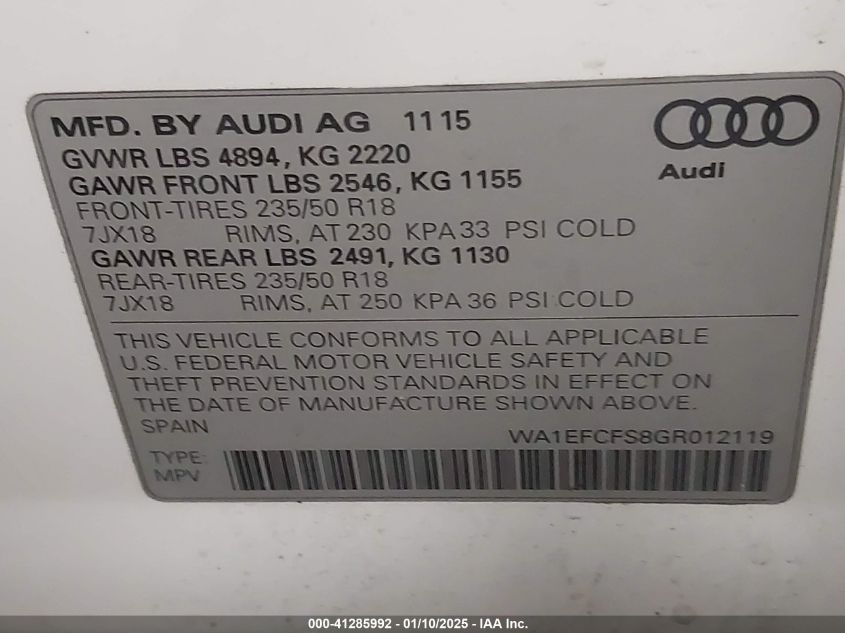 MFD. BY AUDI AG 11 15
Audi
GVWR LBS 4894, KG 2220
GAWR FRONT LBS 2546, KG 1155
FRONT-TIRES 235/50 R18
7JX18 RIMS, AT 230 KPA 33 PSI COLD
GAWR REAR LBS 2491, KG 1130
REAR-TIRES 235/50 R18
7JX18 RIMS, AT 250 KPA 36 PSI COLD
THIS VEHICLE CONFORMS TO ALL APPLICABLE
U.S. FEDERAL MOTOR VEHICLE SAFETY AND
THEFT PREVENTION STANDARDS IN EFFECT ON
THE DATE OF MANUFACTURE SHOWN ABOVE.
SPAIN WA1EFCFS8GR012119
TYPE:
MPV
000-41285992 - 01/10/2025 - IAA Inc.